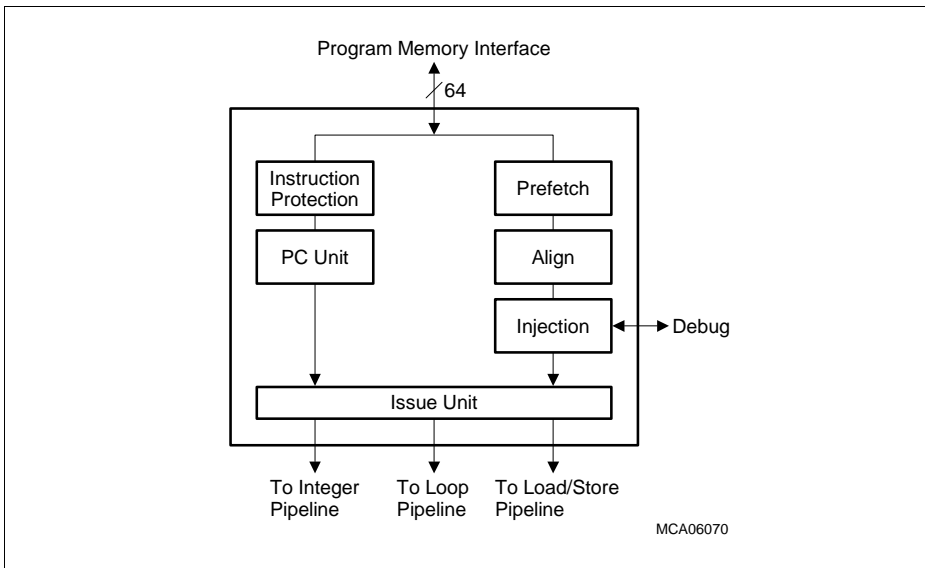 Program Memory Interface
64
Instruction
Protection
Prefetch
PC Unit
Align
Injection
Debug
Issue Unit
To Integer
Pipeline
To Loop
Pipeline
To Load/Store
Pipeline
MCA06070